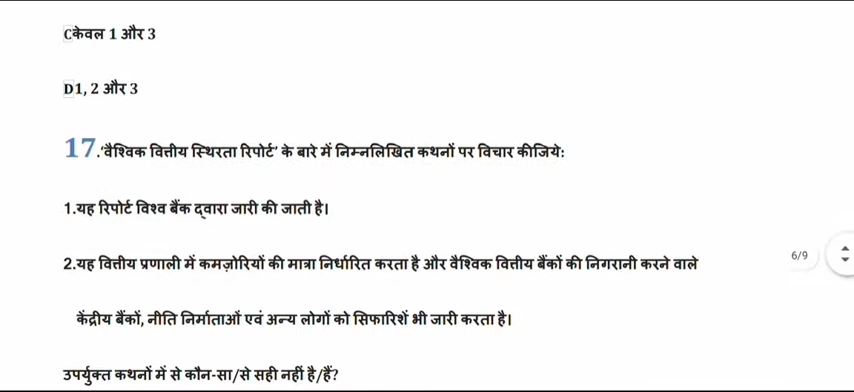 Cकेवल 1 और 3
D1, 2 और 3
17.‘वैश्विक वित्तीय स्थिरता रिपोर्ट’ के बारे में निम्नलिखित कथनों पर विचार कीजिये:
1.यह रिपोर्ट विश्व बैंक द्वारा जारी की जाती है।
2.यह वित्तीय प्रणाली में कमज़ोरियों की मात्रा निर्धारित करता है और वैश्विक वित्तीय बैंकों की निगरानी करने वाले
6/9
केंद्रीय बैंकों, नीति निर्माताओं एवं अन्य लोगों को सिफारिशें भी जारी करता है।
उपर्युक्त कथनों में से कौन-सा/से सही नहीं है/हैं?